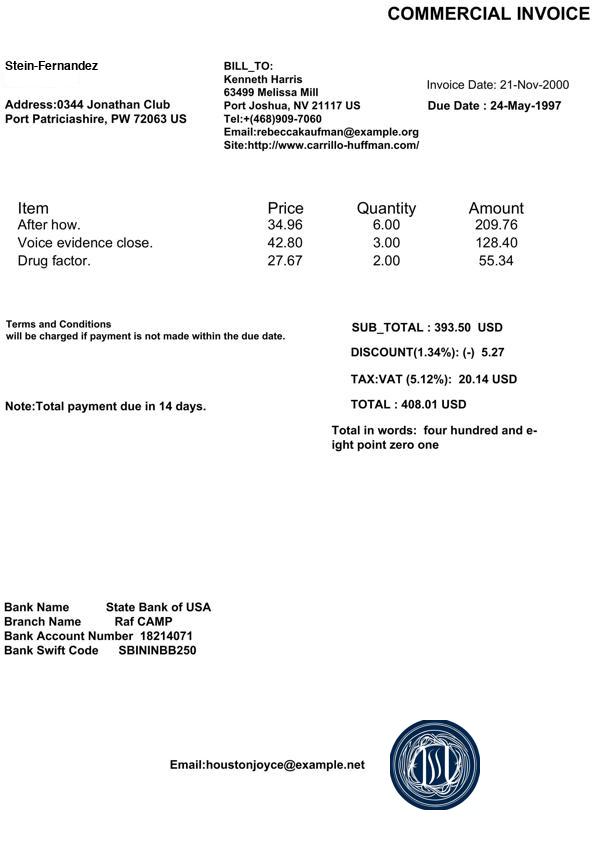 COMMERCIAL INVOICE
Stein-Fernandez
Address:0344 Jonathan Club
Port Patriciashire, PW 72063 US
BILL_TO:
Kenneth Harris
63499 Melissa Mill
Port Joshua, NV 21117 US
Tel:+(468)909-7060
Email:rebeccakaufman@example.org
Site:http://www.carrillo-huffman.com/
Invoice Date: 21-Nov-2000
Due Date : 24-May-1997
Item Price Quantity Amount
After how. 34.96 6.00 209.76
Voice evidence close. 42.80 3.00 128.40
Drug factor. 27.67 2.00 55.34
Terms and Conditions
will be charged if payment is not made within the due date.
Note:Total payment due in 14 days.
SUB_TOTAL : 393.50 USD
DISCOUNT(1.34%): (-) 5.27
TAX:VAT (5.12%): 20.14 USD
TOTAL : 408.01 USD
Total in words: four hundred and e-
ight point zero one
Bank Name State Bank of USA
Branch Name Raf CAMP
Bank Account Number 18214071
Bank Swift Code SBININBB250
Email:houstonjoyce@example.net